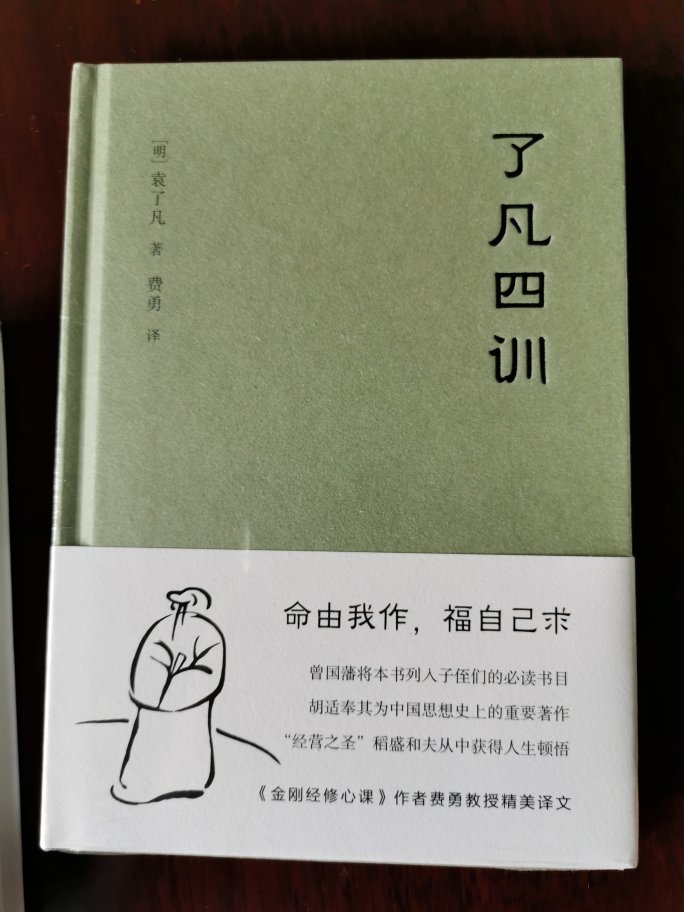 了凡四训
[明]袁了凡 著 费勇 译
命由我作，福自己求
曾国藩将本书列入子侄们的必读书目
胡适奉其为中国思想史上的重要著作
“经营之圣”稻盛和夫从中获得人生顿悟
《金刚经修心课》作者费勇教授精美译文